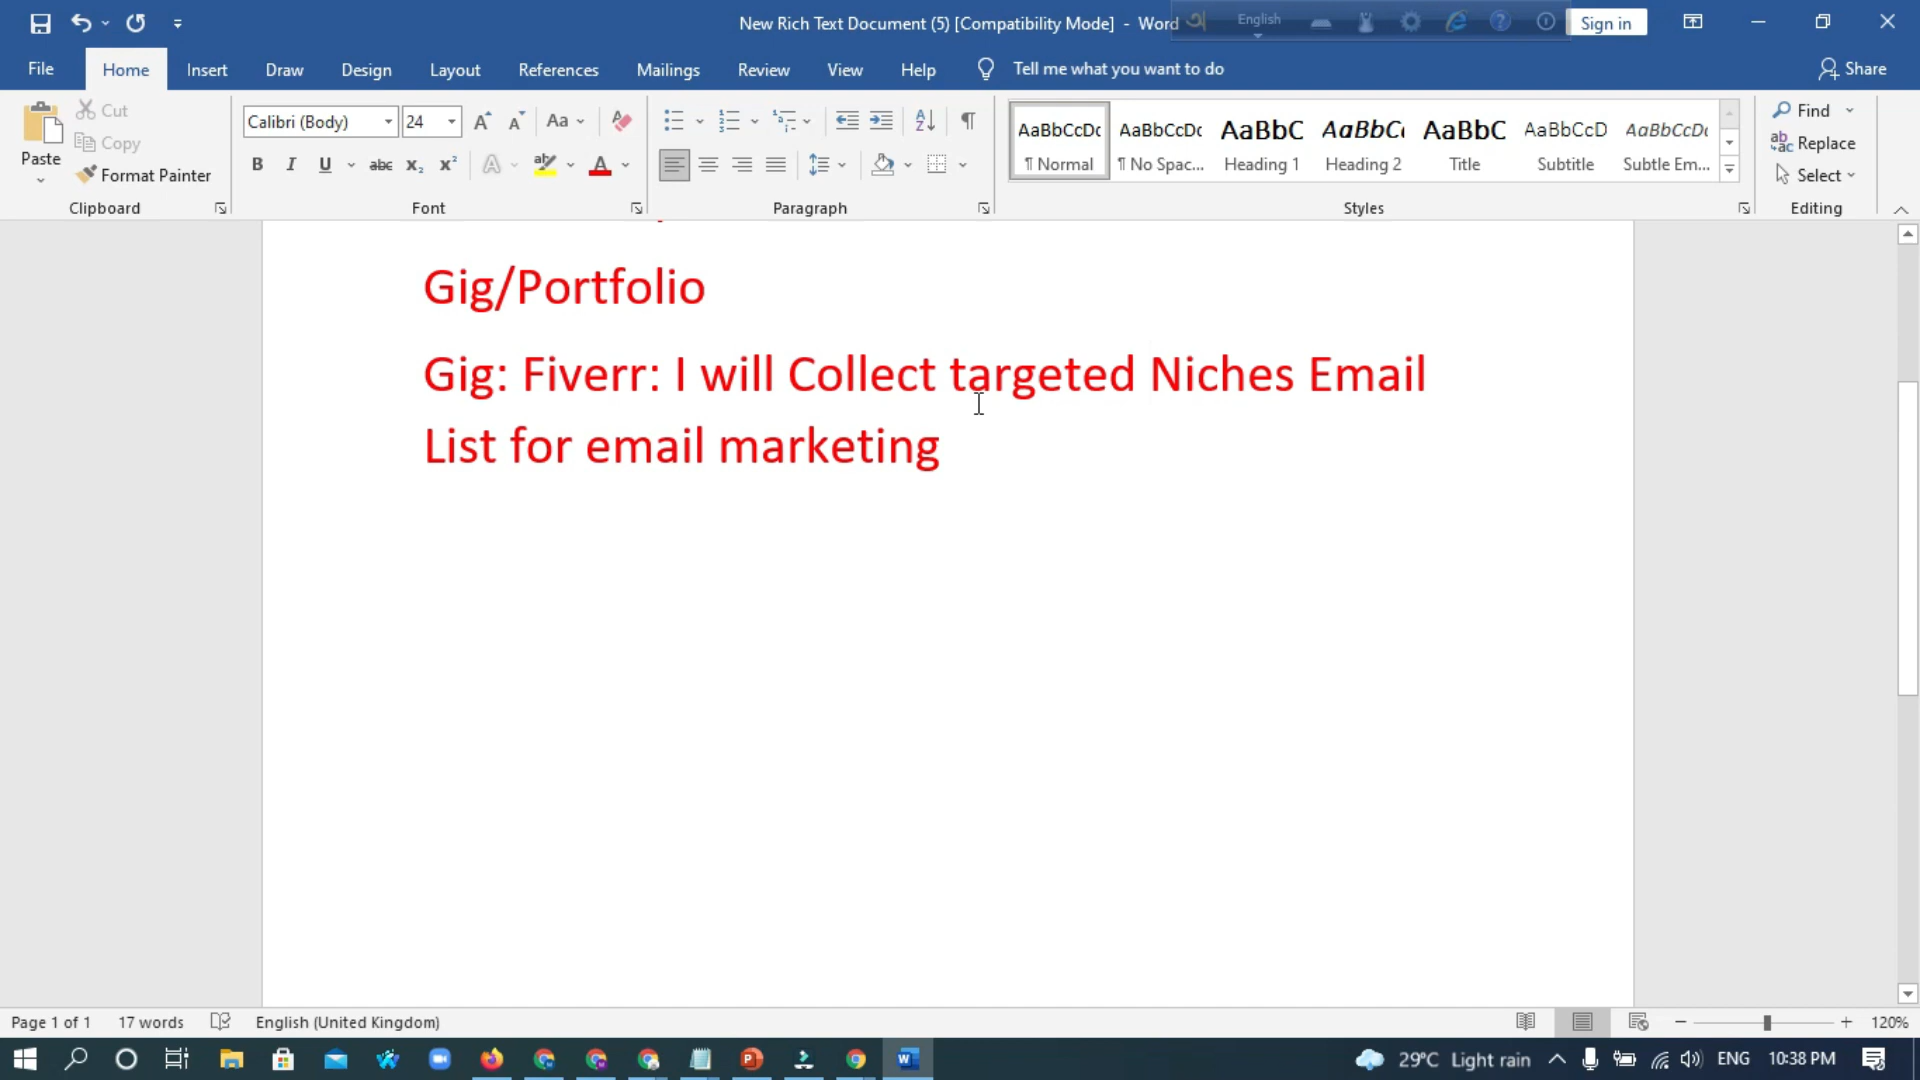 New Rich Text Document (5) [Compatibility Mode] - Word
English
Sign in
File
Home
Insert
Draw
Design
Layout
References
Mailings
Review
View
Help
Tell me what you want to do
Share
Paste
Cut
Copy
Format Painter
Clipboard
Calibri (Body)
24
Font
Paragraph
AaBbCcDc
¶ Normal
AaBbCcDc
¶ No Spac...
AaBbC
Heading 1
AaBbC
Heading 2
AaBbC
Title
AaBbCcD
Subtitle
AaBbCcDc
Subtle Em...
Styles
Find
Replace
Select
Editing
Gig/Portfolio
Gig: Fiverr: I will Collect targeted Niches Email
List for email marketing
Page 1 of 1
17 words
English (United Kingdom)
120%
29°C Light rain
ENG
10:38 PM